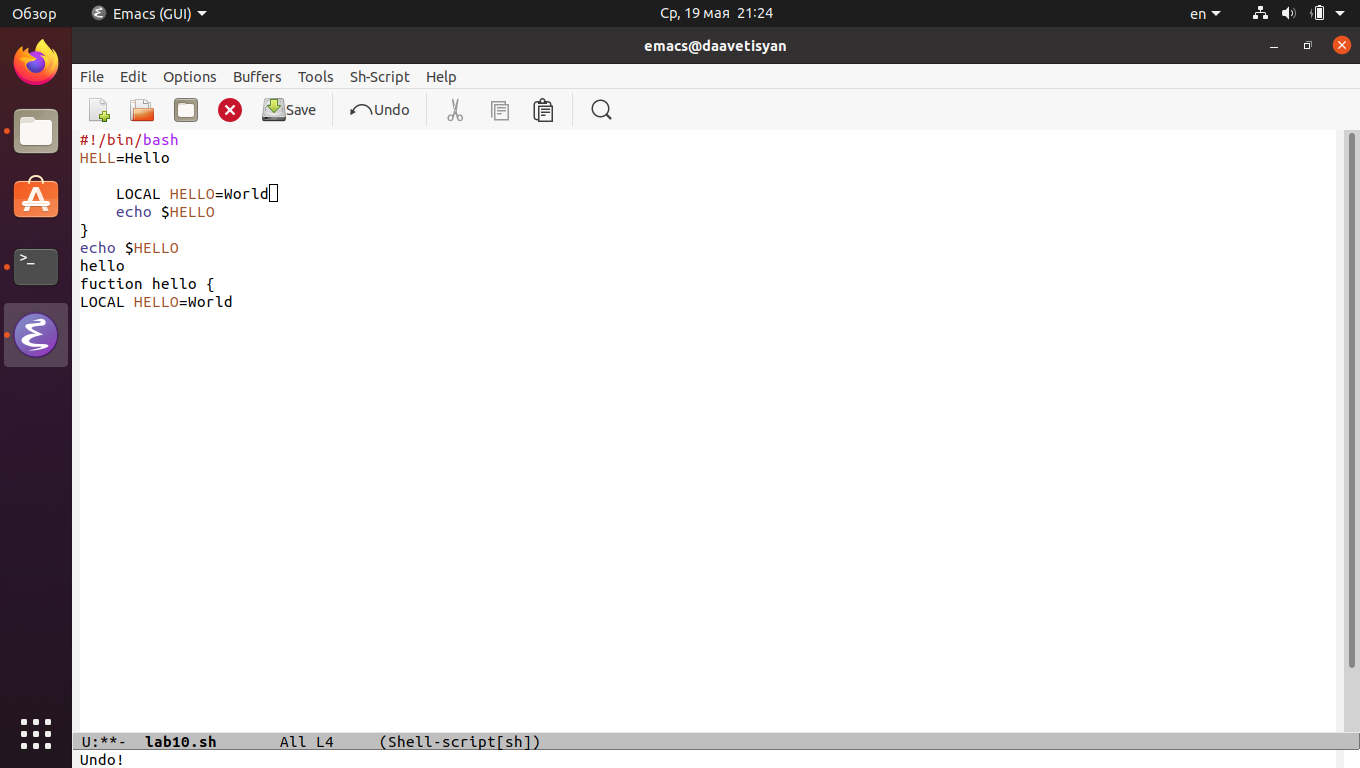 Обзор Emacs (GUI) Ср, 19 мая 21:24 en
emacs@daavetisyan
File Edit Options Buffers Tools Sh-Script Help
Save Undo
#!/bin/bash
HELL=Hello
LOCAL HELLO=World
echo $HELLO
}
echo $HELLO
hello
fuction hello {
LOCAL HELLO=World
U:**- lab10.sh All L4 (Shell-script[sh])
Undo!